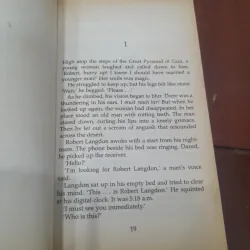 1
High atop the steps of the Great Pyramid of Giza, a
young woman laughed and called down to him.
'Robert, hurry up! I knew I should have married a
younger man!' Her smile was magic.
He struggled to keep up, but his legs felt like stone.
'Wait,' he begged. 'Please . . .'
As he climbed, his vision began to blur. There was a
thundering in his ears. I must reach her! But when he
looked up again, the woman had disappeared. In her
place stood an old man with rotting teeth. The man
stared down, curling his lips into a lonely grimace.
Then he let out a scream of anguish that resounded
across the desert.
Robert Langdon awoke with a start from his night-
mare. The phone beside his bed was ringing. Dazed,
he picked up the receiver.
'Hello?'
'I'm looking for Robert Langdon,' a man's voice
said.
Langdon sat up in his empty bed and tried to clear
his mind. 'This . . . is Robert Langdon.' He squinted
at his digital clock. It was 5.18 a.m.
'I must see you immediately.'
'Who is this?'
19